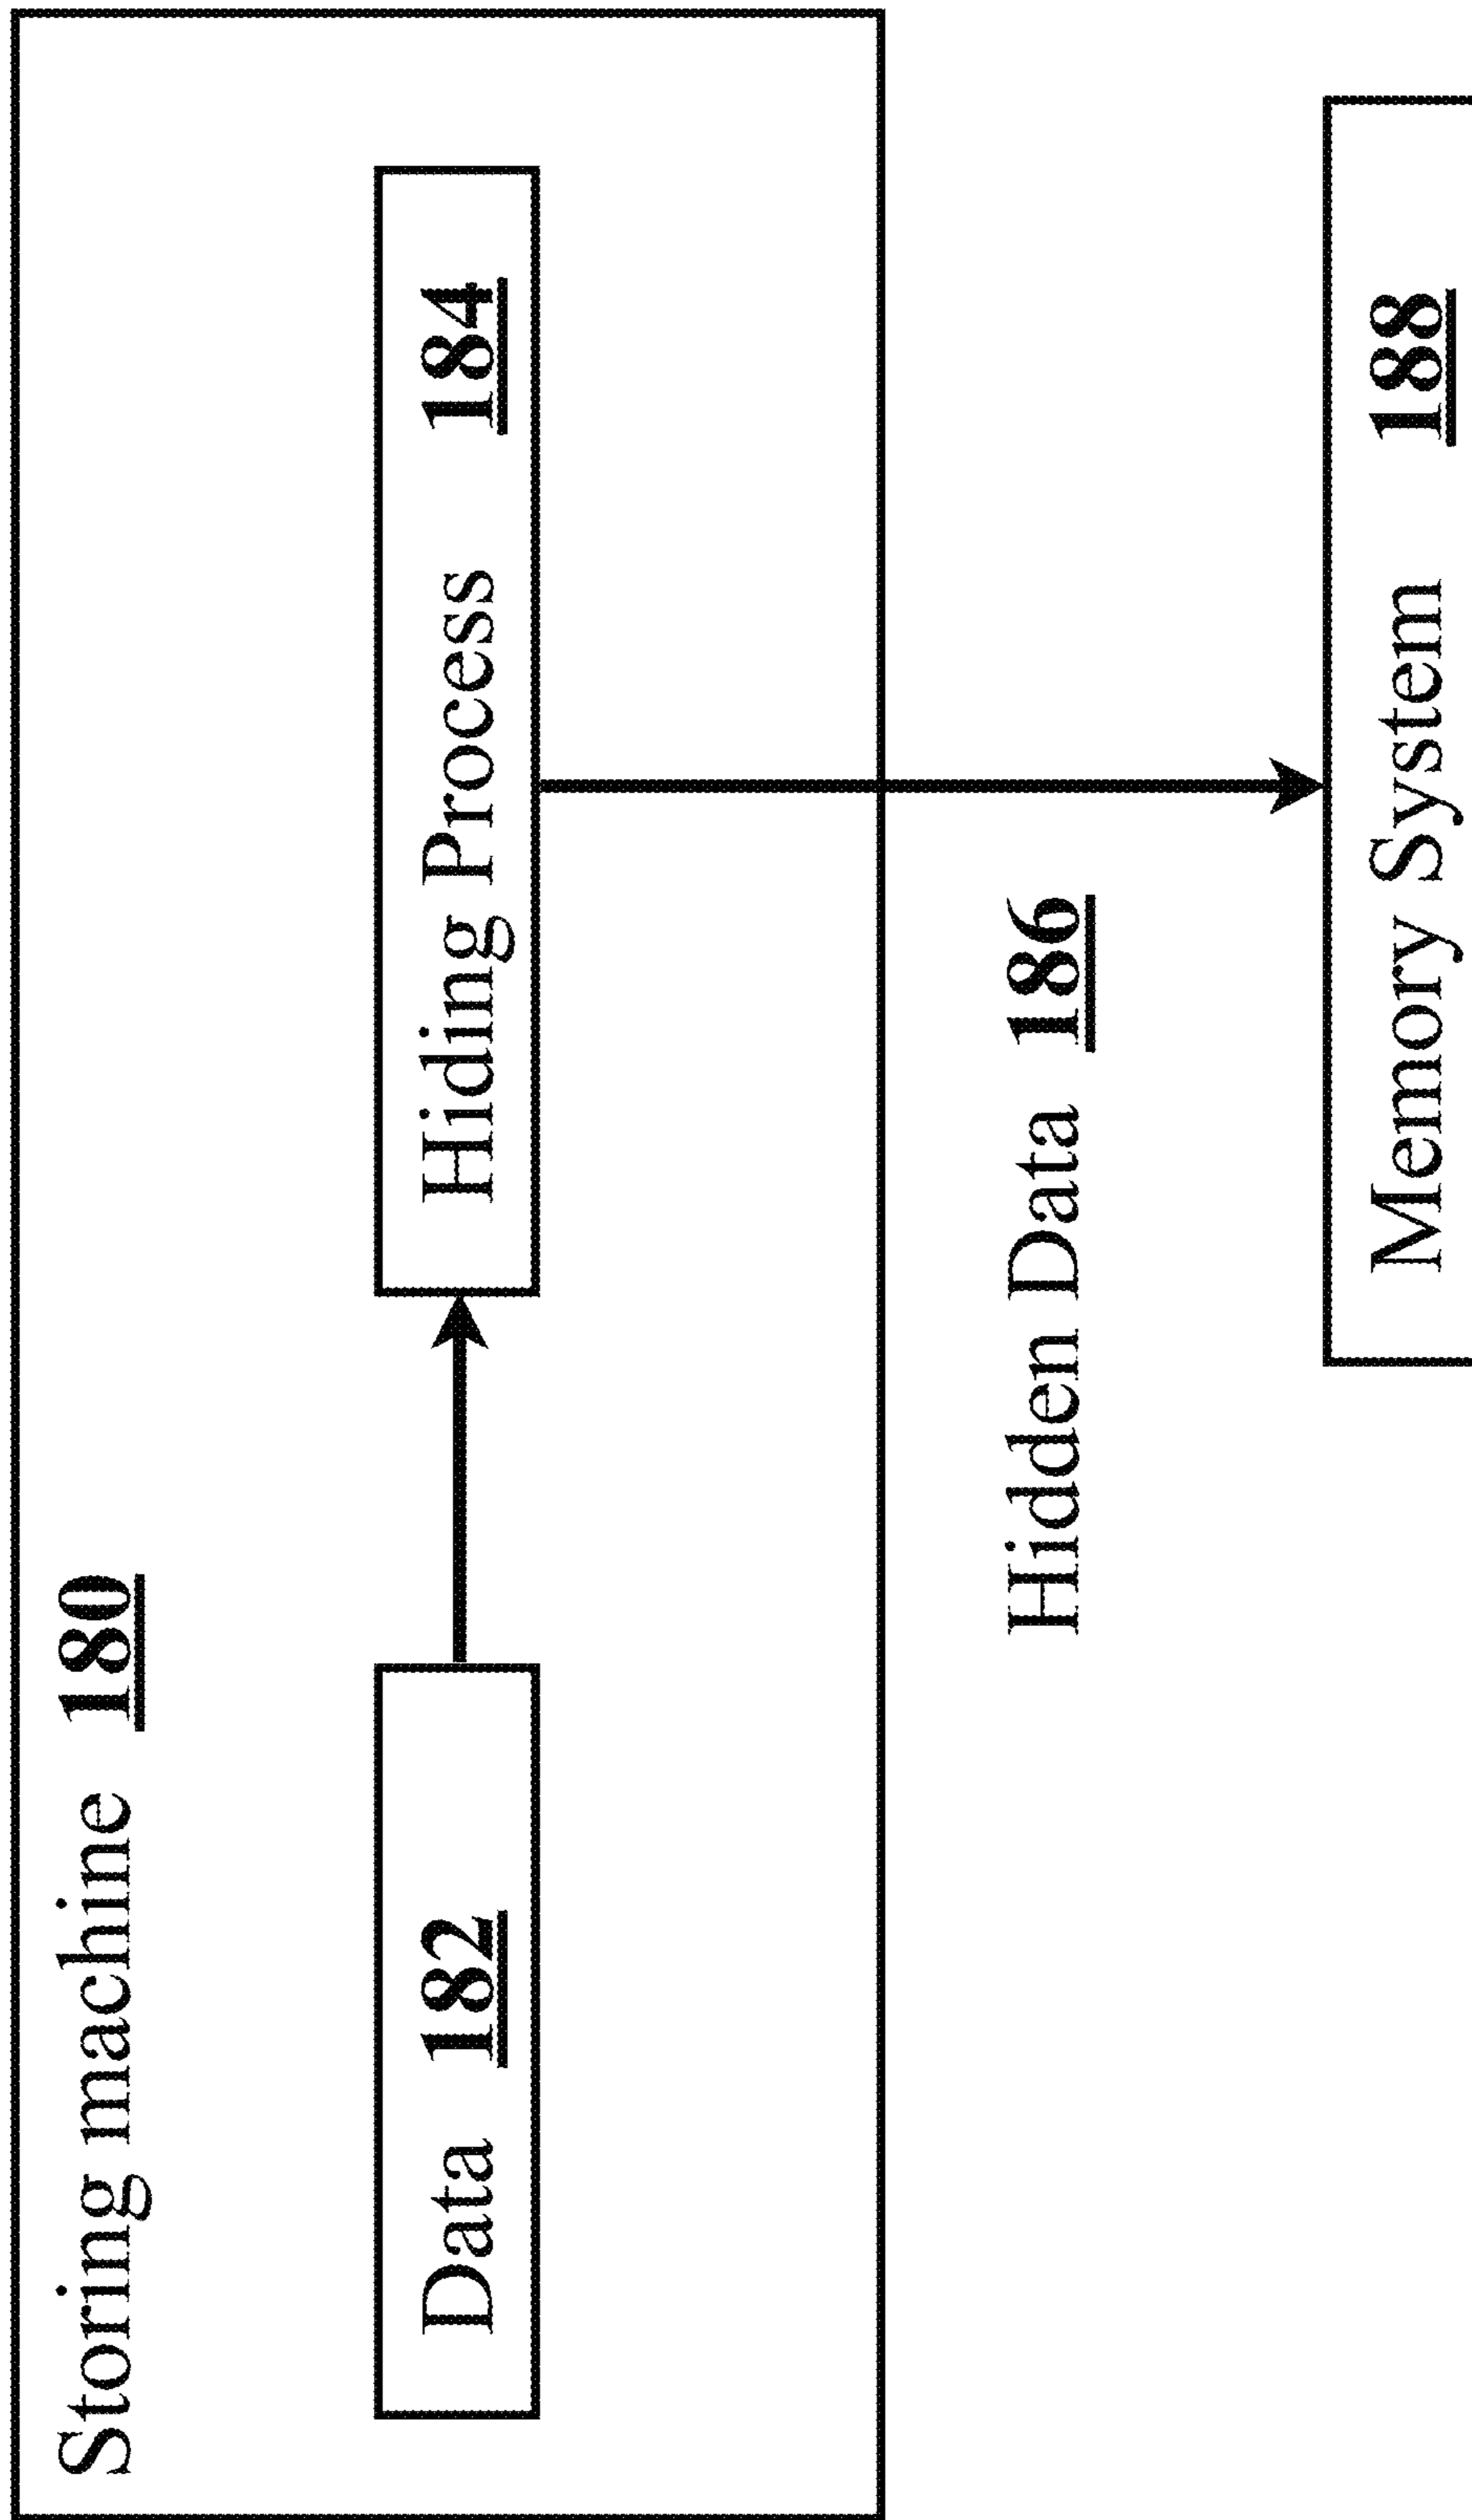 Storing machine 180
Data 182
Hiding Process 184
Hidden Data 186
Memory System 188